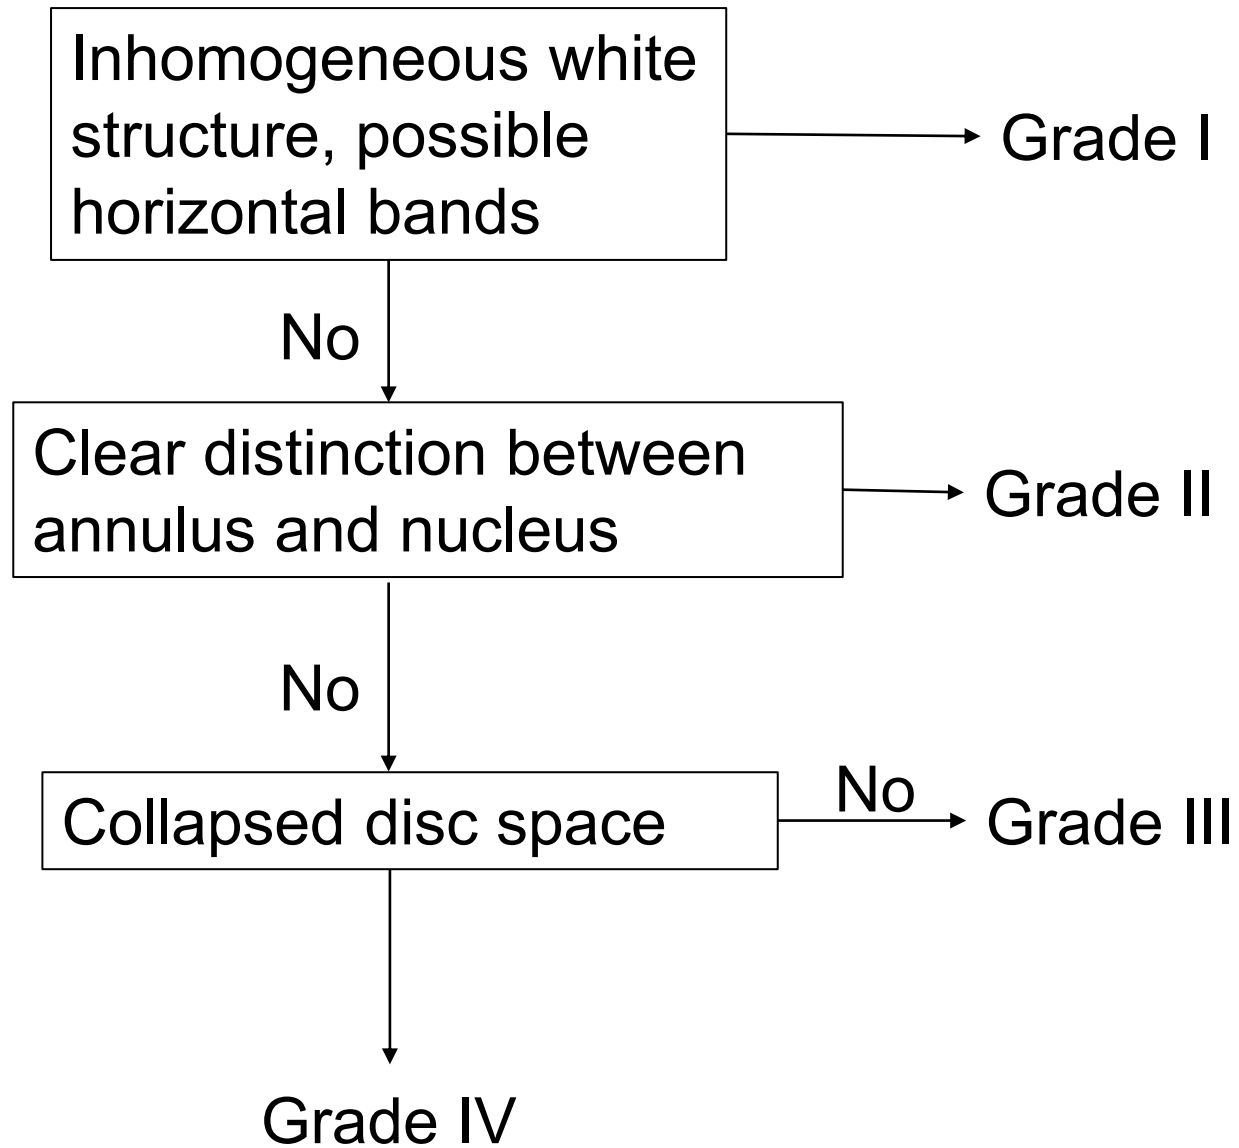 Inhomogeneous white
structure, possible
horizontal bands
Grade I
No
Clear distinction between
annulus and nucleus
Grade II
No
Collapsed disc space
No
Grade III
Grade IV